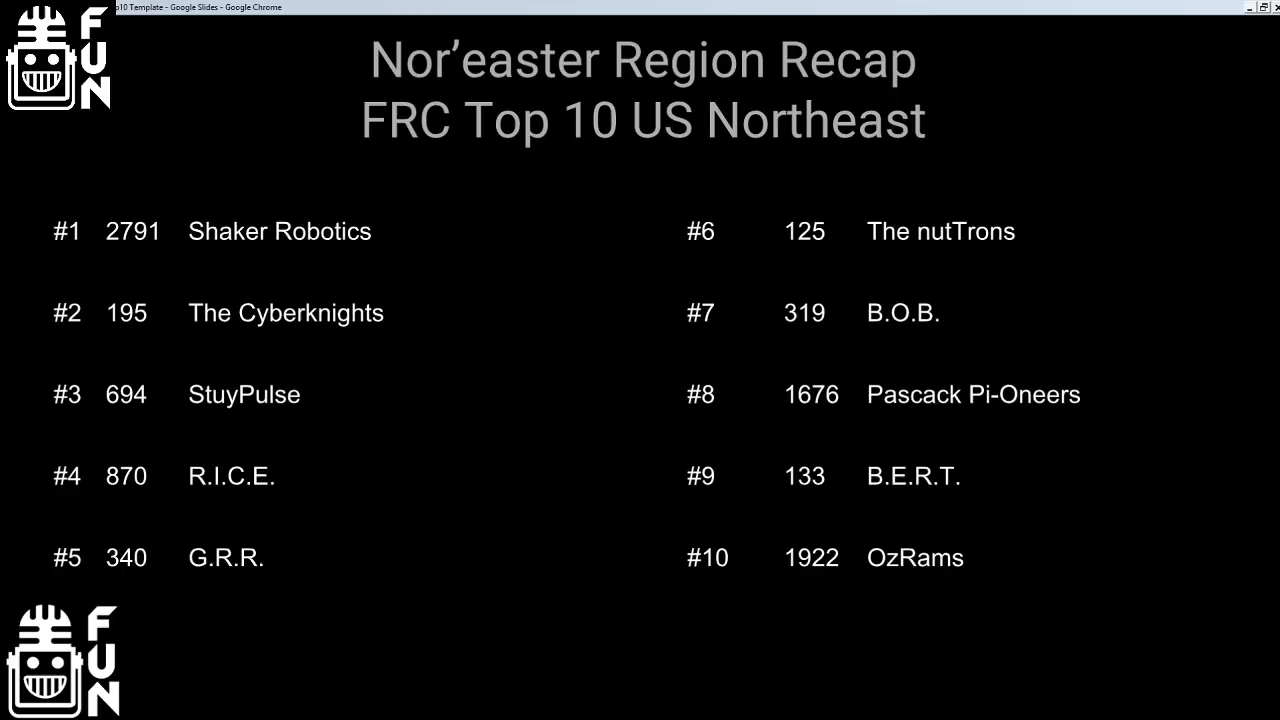 o10 Template - Google Slides - Google Chrome
FUN
Nor’easter Region Recap
FRC Top 10 US Northeast
#1 2791 Shaker Robotics
#2 195 The Cyberknights
#3 694 StuyPulse
#4 870 R.I.C.E.
#5 340 G.R.R.
#6 125 The nutTrons
#7 319 B.O.B.
#8 1676 Pascack Pi-Oneers
#9 133 B.E.R.T.
#10 1922 OzRams
FUN